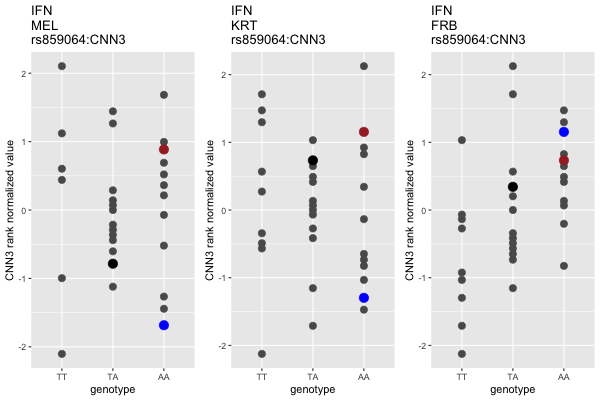 IFN
MEL
rs859064:CNN3
CNN3 rank normalized value
2
1
0
-1
-2
TT
TA
AA
genotype
IFN
KRT
rs859064:CNN3
CNN3 rank normalized value
2
1
0
-1
-2
TT
TA
AA
genotype
IFN
FRB
rs859064:CNN3
CNN3 rank normalized value
2
1
0
-1
-2
TT
TA
AA
genotype